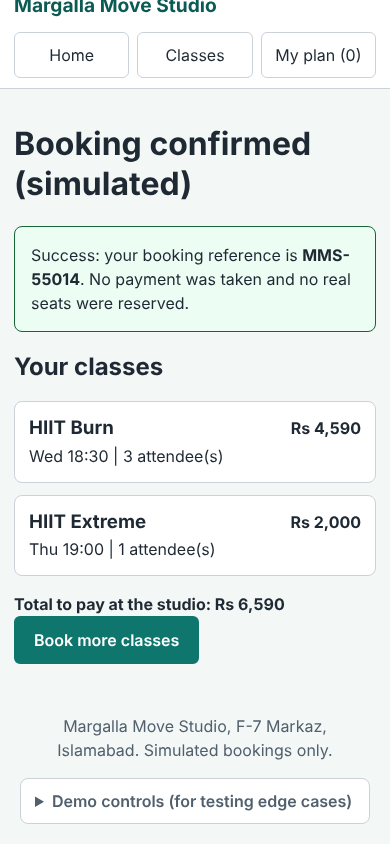 Margalla Move Studio
Home
Classes
My plan (0)
Booking confirmed
(simulated)
Success: your booking reference is MMS-
55014. No payment was taken and no real
seats were reserved.
Your classes
HIIT Burn
Rs 4,590
Wed 18:30 | 3 attendee(s)
HIIT Extreme
Rs 2,000
Thu 19:00 | 1 attendee(s)
Total to pay at the studio: Rs 6,590
Book more classes
Margalla Move Studio, F-7 Markaz,
Islamabad. Simulated bookings only.
Demo controls (for testing edge cases)